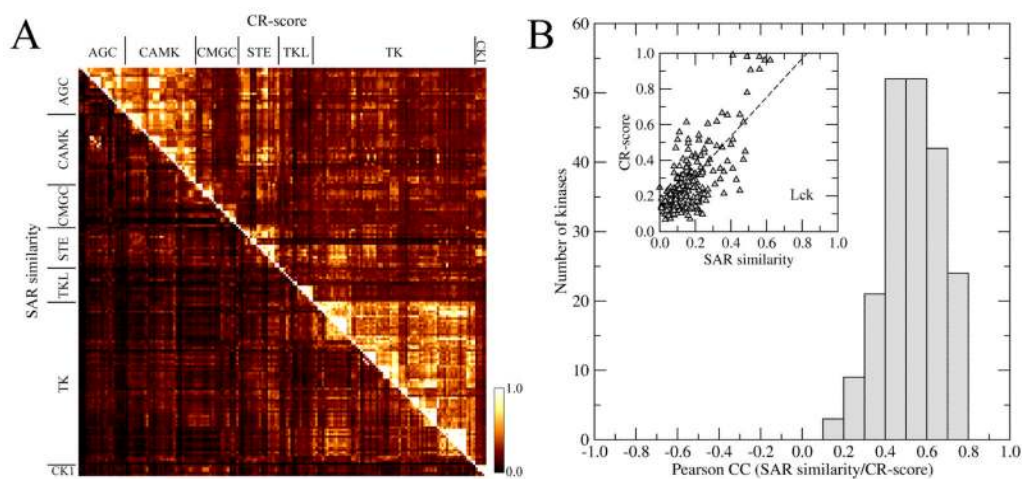 A
CR-score
AGC CAMK CMGC STE TKL TK CK1
SAR similarity
AGC
CAMK
CMGC
STE
TKL
TK
CK1
1.0
0.0
B
Number of kinases
60
50
40
30
20
10
0
-1.0 -0.8 -0.6 -0.4 -0.2 0.0 0.2 0.4 0.6 0.8 1.0
Pearson CC (SAR similarity/CR-score)
CR-score
1.0
0.8
0.6
0.4
0.2
0.0
Lck
0.0 0.2 0.4 0.6 0.8 1.0
SAR similarity